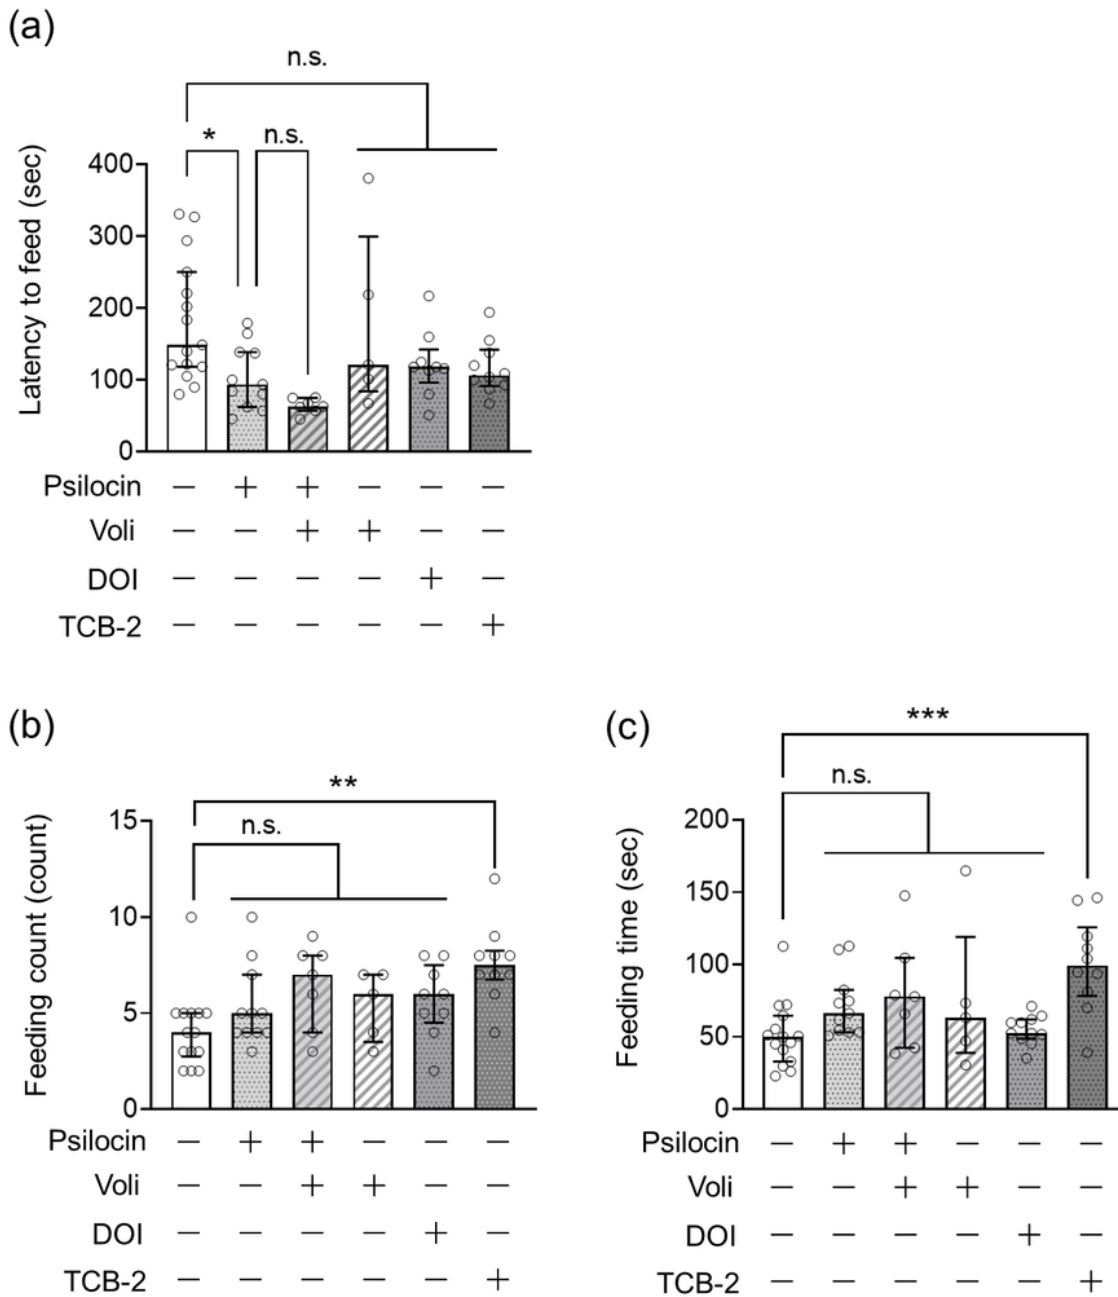 (a)
n.s.
* n.s.
Latency to feed (sec)
400
300
200
100
0
Psilocin − + + − − −
Voli − − + + − −
DOI − − − − + −
TCB-2 − − − − − +
(b)
**
n.s.
Feeding count (count)
15
10
5
0
Psilocin − + + − − −
Voli − − + + − −
DOI − − − − + −
TCB-2 − − − − − +
(c)
***
n.s.
Feeding time (sec)
200
150
100
50
0
Psilocin − + + − − −
Voli − − + + − −
DOI − − − − + −
TCB-2 − − − − − +